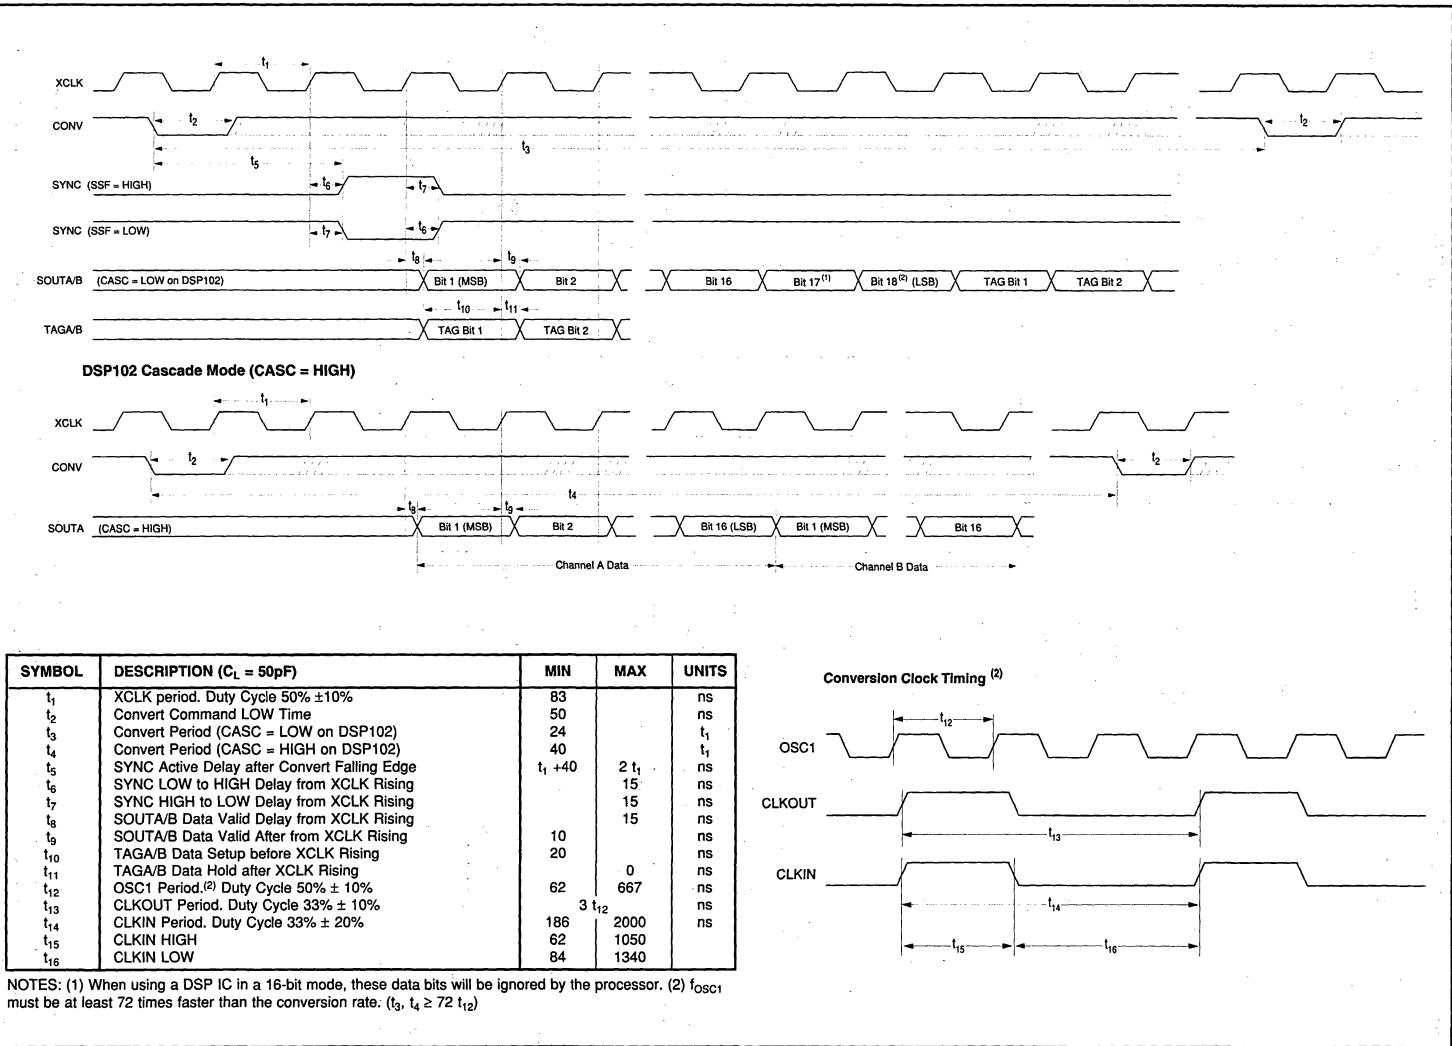 t1
XCLK
CONV
t2
t2
t3
t5
SYNC (SSF = HIGH)
t6
t7
SYNC (SSF = LOW)
t7
t6
t8
t9
SOUTA/B (CASC = LOW on DSP102) Bit 1 (MSB) Bit 2 Bit 16 Bit 17(1) Bit 18(2) (LSB) TAG Bit 1 TAG Bit 2
t10
t11
TAGA/B TAG Bit 1 TAG Bit 2
DSP102 Cascade Mode (CASC = HIGH)
t1
XCLK
CONV
t2
t2
t4
t8
t9
SOUTA (CASC = HIGH) Bit 1 (MSB) Bit 2 Bit 16 (LSB) Bit 1 (MSB) Bit 16
Channel A Data Channel B Data
SYMBOL DESCRIPTION (CL = 50pF) MIN MAX UNITS
t1 XCLK period. Duty Cycle 50% ±10% 83 ns
t2 Convert Command LOW Time 50 ns
t3 Convert Period (CASC = LOW on DSP102) 24 t1
t4 Convert Period (CASC = HIGH on DSP102) 40 t1
t5 SYNC Active Delay after Convert Falling Edge t1 +40 2 t1 ns
t6 SYNC LOW to HIGH Delay from XCLK Rising 15 ns
t7 SYNC HIGH to LOW Delay from XCLK Rising 15 ns
t8 SOUTA/B Data Valid Delay from XCLK Rising 15 ns
t9 SOUTA/B Data Valid After from XCLK Rising 10 ns
t10 TAGA/B Data Setup before XCLK Rising 20 ns
t11 TAGA/B Data Hold after XCLK Rising 0 ns
t12 OSC1 Period.(2) Duty Cycle 50% ± 10% 62 667 ns
t13 CLKOUT Period. Duty Cycle 33% ± 10% 3 t12 ns
t14 CLKIN Period. Duty Cycle 33% ± 20% 186 2000 ns
t15 CLKIN HIGH 62 1050
t16 CLKIN LOW 84 1340
NOTES: (1) When using a DSP IC in a 16-bit mode, these data bits will be ignored by the processor. (2) fOSC1
must be at least 72 times faster than the conversion rate. (t3, t4 ≥ 72 t12)
Conversion Clock Timing (2)
t12
OSC1
CLKOUT
t13
CLKIN
t14
t15
t16